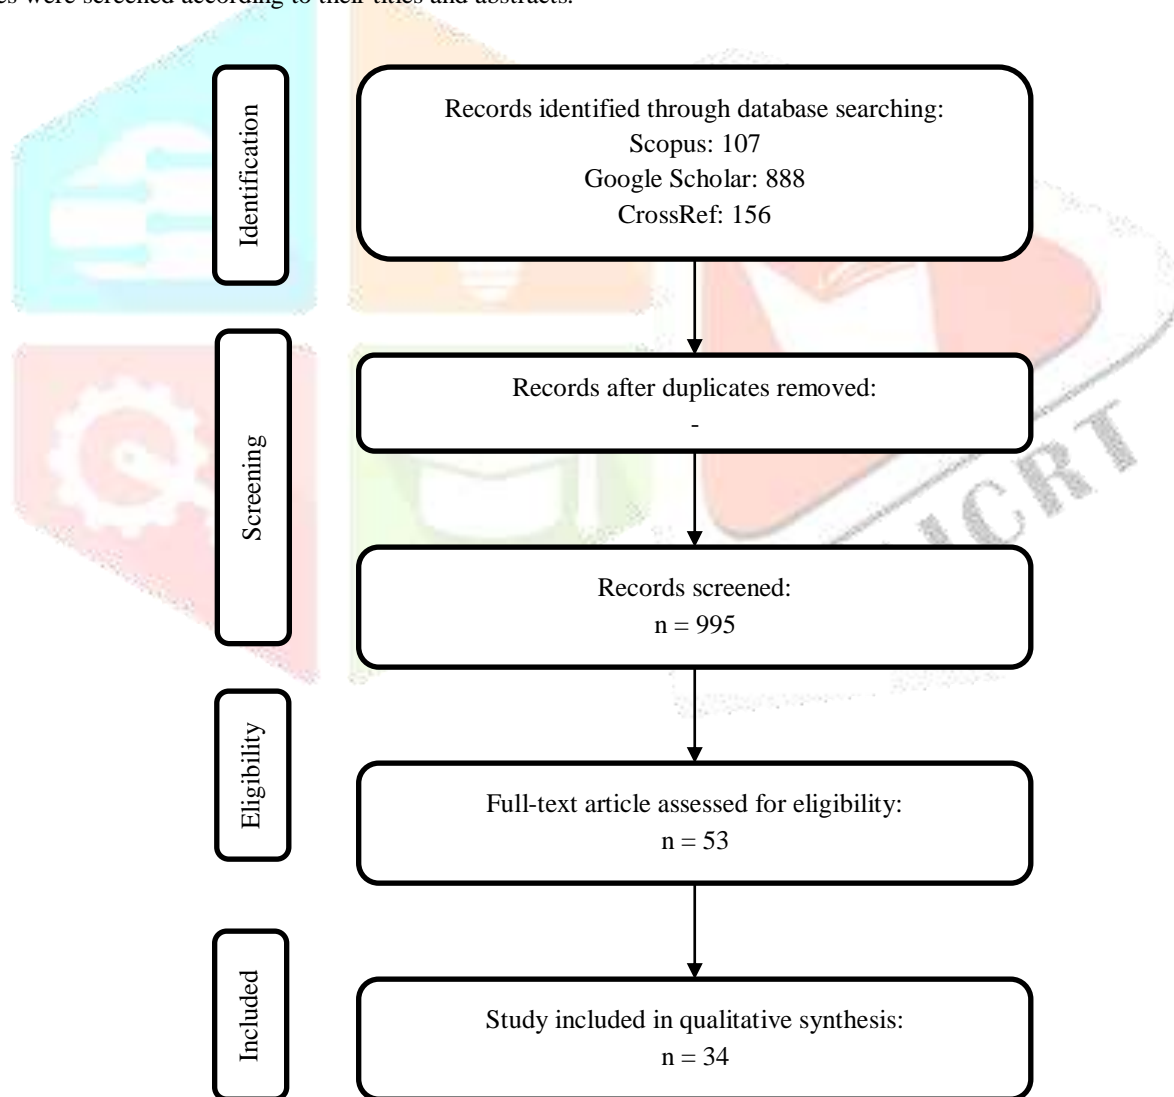 es were screened according to their titles and abstracts.
Identification
Records identified through database searching:
Scopus: 107
Google Scholar: 888
CrossRef: 156
Screening
Records after duplicates removed:
-
Records screened:
n = 995
Eligibility
Full-text article assessed for eligibility:
n = 53
Included
Study included in qualitative synthesis:
n = 34